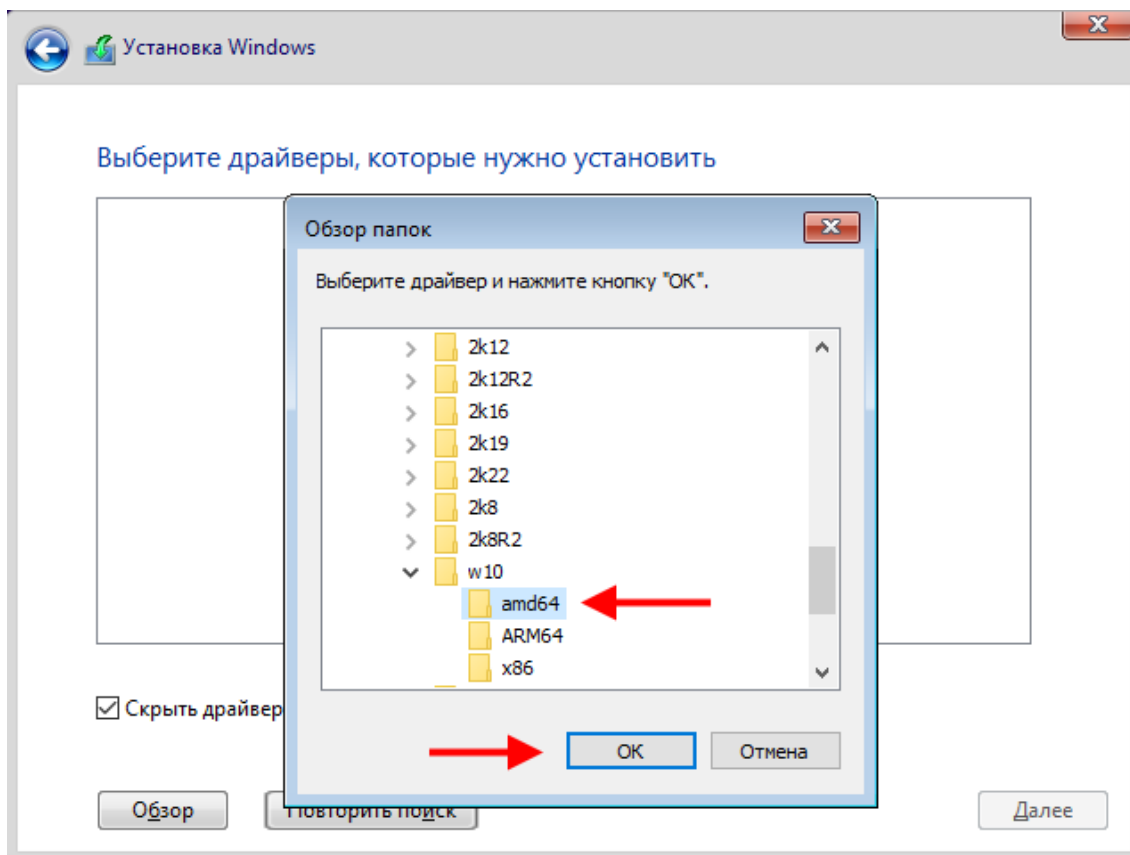 Установка Windows
Выберите драйверы, которые нужно установить
Обзор папок
Выберите драйвер и нажмите кнопку "ОК".
2k12
2k12R2
2k16
2k19
2k22
2k8
2k8R2
w10
amd64
ARM64
x86
Скрыть драйвер
ОК Отмена
Обзор Повторить поиск Далее